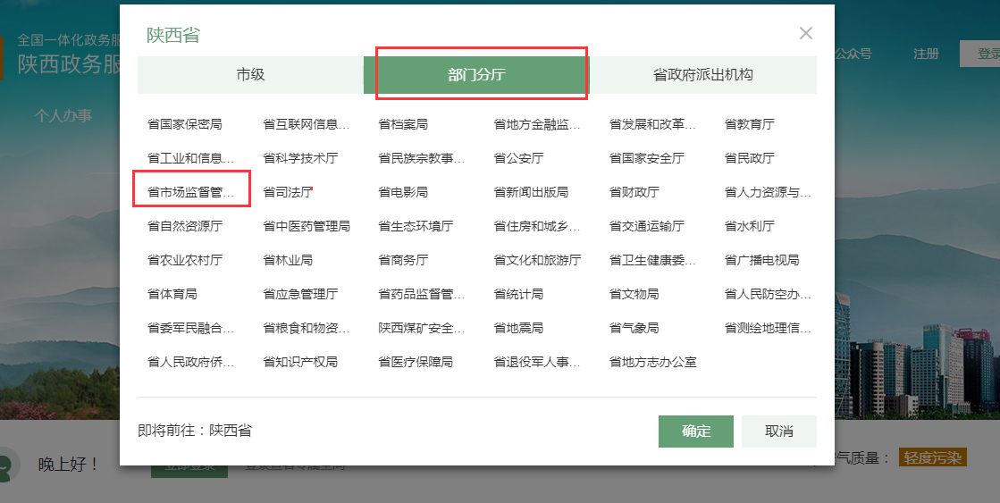 陕西省
全国一体化政务服
陕西政务服
公众号
注册
登录
市级
部门分厅
省政府派出机构
个人办事
省国家保密局 省互联网信息... 省档案局 省地方金融监... 省发展和改革... 省教育厅
省工业和信息... 省科学技术厅 省民族宗教事... 省公安厅 省国家安全厅 省民政厅
省市场监督管... 省司法厅 省电影局 省新闻出版局 省财政厅 省人力资源与...
省自然资源厅 省中医药管理局 省生态环境厅 省住房和城乡... 省交通运输厅 省水利厅
省农业农村厅 省林业局 省商务厅 省文化和旅游厅 省卫生健康委... 省广播电视局
省体育局 省应急管理厅 省药品监督管... 省统计局 省文物局 省人民防空办...
省委军民融合... 省粮食和物资... 陕西煤矿安全... 省地震局 省气象局 省测绘地理信...
省人民政府侨... 省知识产权局 省医疗保障局 省退役军人事... 省地方志办公室
即将前往：陕西省
确定
取消
晚上好！
立即登录
气质量：
轻度污染